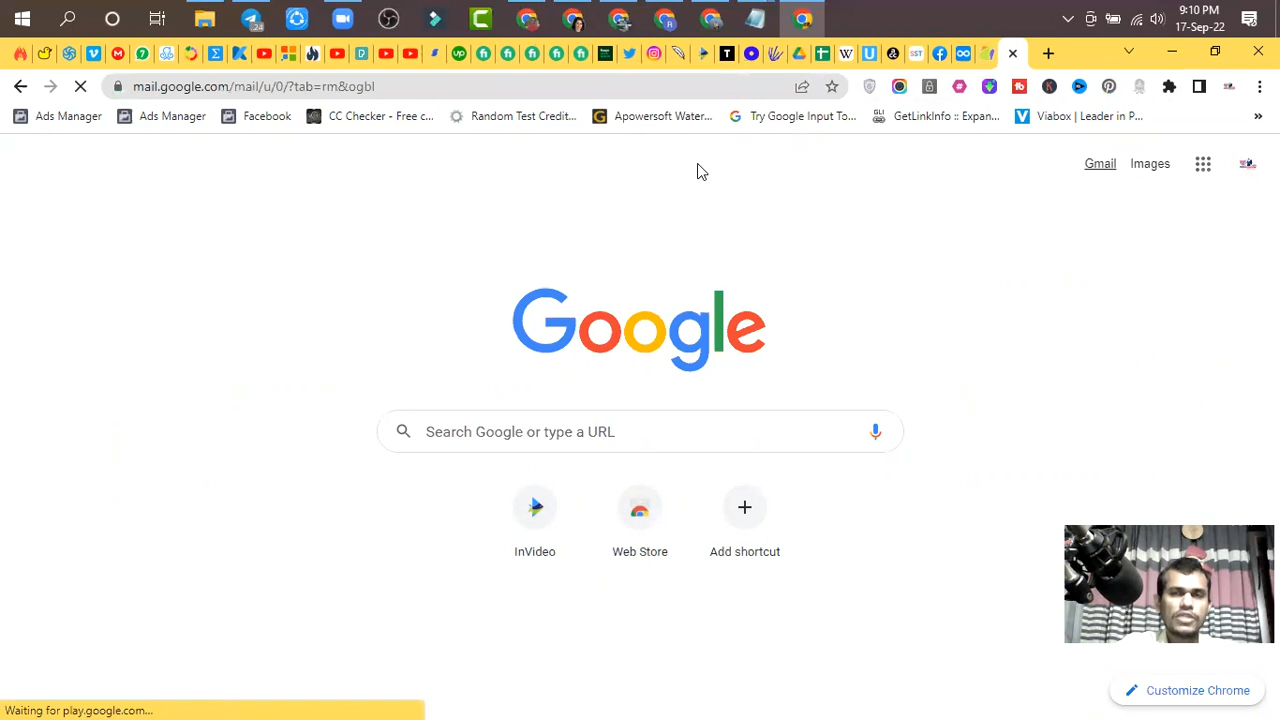 24
9:10 PM
17-Sep-22
mail.google.com/mail/u/0/?tab=rm&ogbl
Ads Manager
Ads Manager
Facebook
CC Checker - Free c...
Random Test Credit...
Apowersoft Water...
Try Google Input To...
GetLinkInfo :: Expan...
Viabox | Leader in P...
»
Gmail
Images
Google
Search Google or type a URL
InVideo
Web Store
Add shortcut
Customize Chrome
Waiting for play.google.com...